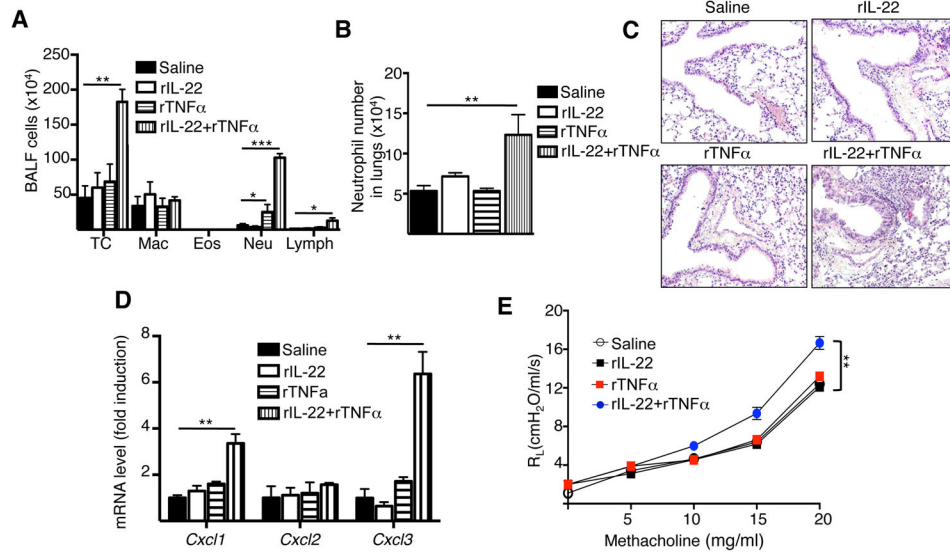 A
BALF cells (x10⁴)
250
200
150
100
50
**
***
*
*
Saline
rIL-22
rTNFα
rIL-22+rTNFα
TC Mac Eos Neu Lymph
B
Neutrophil number
in lungs (x10⁴)
20
15
10
5
**
Saline
rIL-22
rTNFα
rIL-22+rTNFα
C
Saline rIL-22
rTNFα rIL-22+rTNFα
D
mRNA level (fold induction)
8
6
4
2
**
**
Saline
rIL-22
rTNFa
rIL-22+rTNFα
Cxcl1 Cxcl2 Cxcl3
E
R_L(cmH₂O/ml/s)
20
16
12
8
4
Saline
rIL-22
rTNFα
rIL-22+rTNFα
**
5 10 15 20
Methacholine (mg/ml)